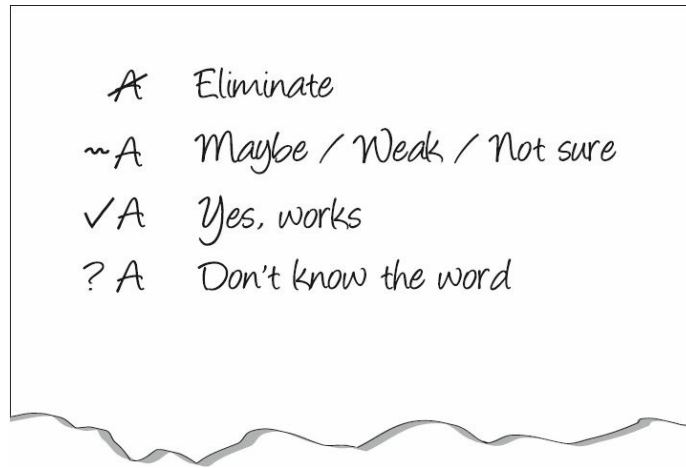 A Eliminate
~A Maybe / Weak / Not sure
✓A Yes, works
? A Don't know the word